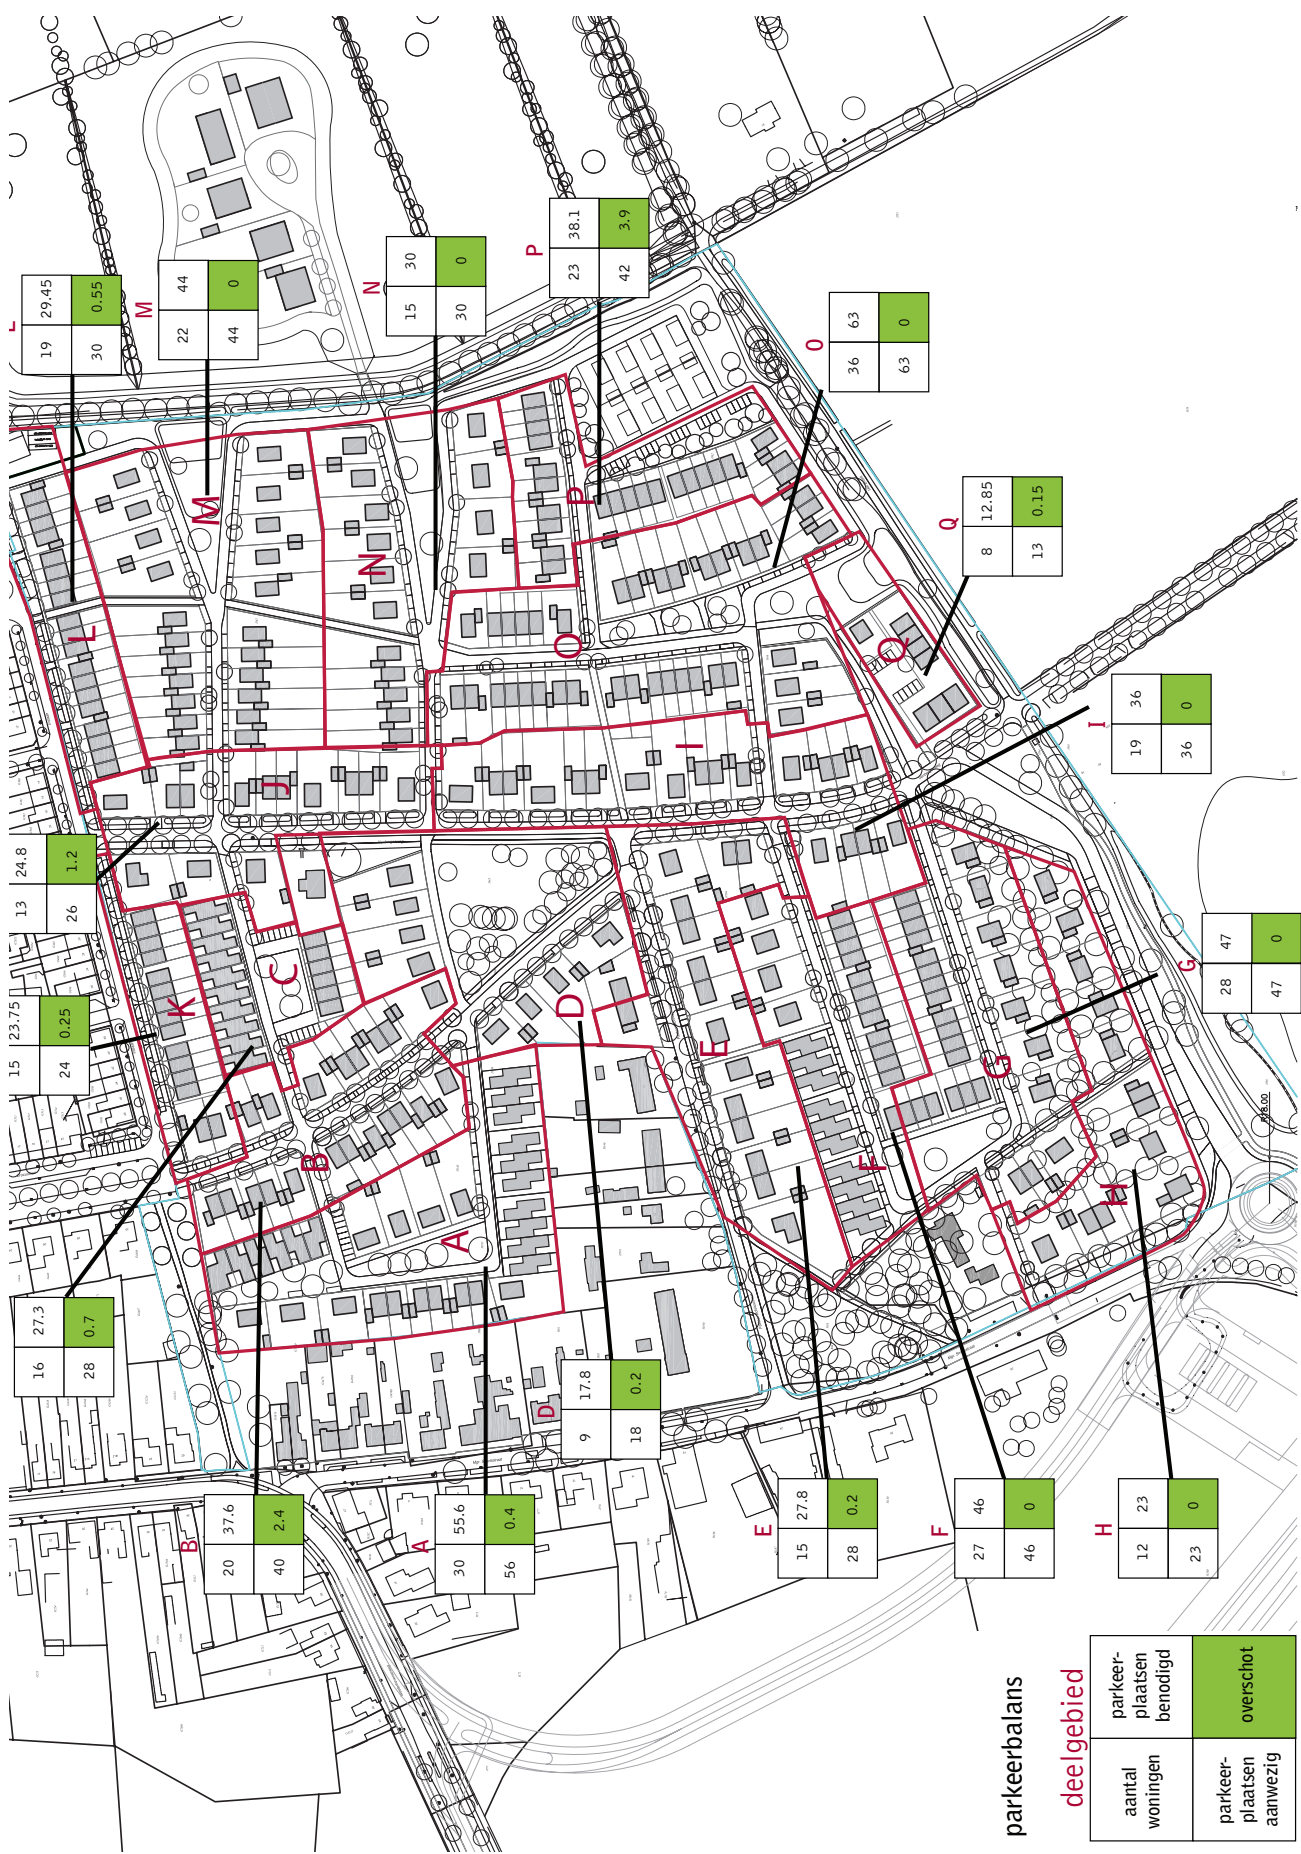 L
19 29.45
30 0.55
M
22 44
44 0
N
15 30
30 0
P
23 38.1
42 3.9
O
36 63
63 0
Q
8 12.85
13 0.15
I
19 36
36 0
G
28 47
47 0
13 24.8
26 1.2
15 23.75
24 0.25
16 27.3
28 0.7
B
20 37.6
40 2.4
A
30 55.6
56 0.4
D
9 17.8
18 0.2
E
15 27.8
28 0.2
F
27 46
46 0
H
12 23
23 0
L
M
N
P
O
Q
J
I
K
C
B
A
D
E
F
G
H
parkeerbalans
deelgebied
aantal
woningen
parkeer-
plaatsen
benodigd
parkeer-
plaatsen
aanwezig
overschot